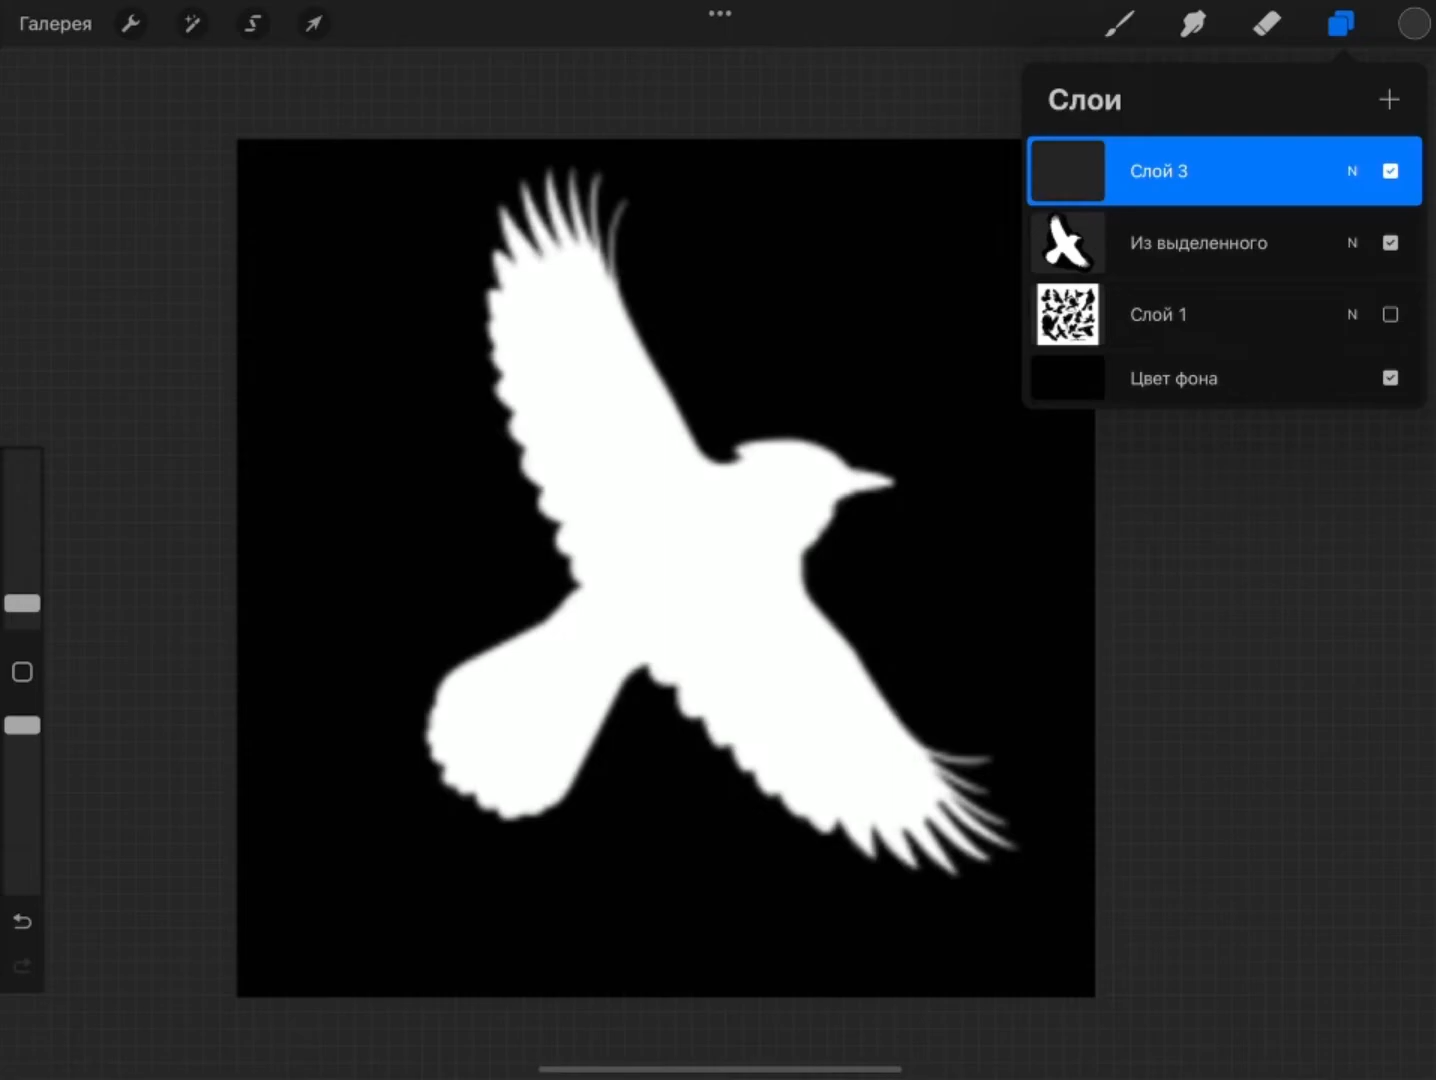 Галерея
Слои
Слой 3 N
Из выделенного N
Слой 1 N
Цвет фона